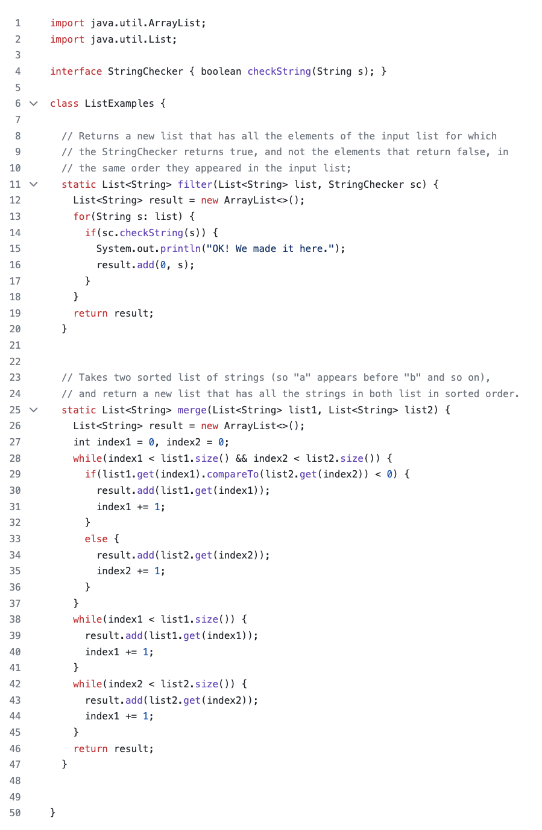 1 import java.util.ArrayList;
2 import java.util.List;
3
4 interface StringChecker { boolean checkString(String s); }
5
6 class ListExamples {
7
8   // Returns a new list that has all the elements of the input list for which
9   // the StringChecker returns true, and not the elements that return false, in
10   // the same order they appeared in the input list;
11   static List<String> filter(List<String> list, StringChecker sc) {
12     List<String> result = new ArrayList<>();
13     for(String s: list) {
14       if(sc.checkString(s)) {
15         System.out.println("OK! We made it here.");
16         result.add(0, s);
17       }
18     }
19     return result;
20   }
21
22
23   // Takes two sorted list of strings (so "a" appears before "b" and so on),
24   // and return a new list that has all the strings in both list in sorted order.
25   static List<String> merge(List<String> list1, List<String> list2) {
26     List<String> result = new ArrayList<>();
27     int index1 = 0, index2 = 0;
28     while(index1 < list1.size() && index2 < list2.size()) {
29       if(list1.get(index1).compareTo(list2.get(index2)) < 0) {
30         result.add(list1.get(index1));
31         index1 += 1;
32       }
33       else {
34         result.add(list2.get(index2));
35         index2 += 1;
36       }
37     }
38     while(index1 < list1.size()) {
39       result.add(list1.get(index1));
40       index1 += 1;
41     }
42     while(index2 < list2.size()) {
43       result.add(list2.get(index2));
44       index1 += 1;
45     }
46     return result;
47   }
48
49
50 }